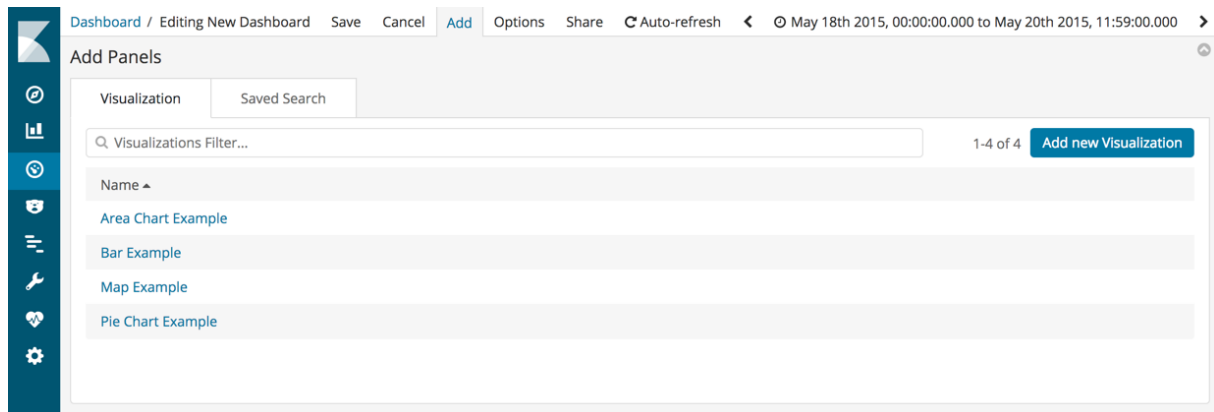 Dashboard / Editing New Dashboard Save Cancel Add Options Share Auto-refresh May 18th 2015, 00:00:00.000 to May 20th 2015, 11:59:00.000
Add Panels
Visualization Saved Search
Visualizations Filter... 1-4 of 4 Add new Visualization
Name
Area Chart Example
Bar Example
Map Example
Pie Chart Example